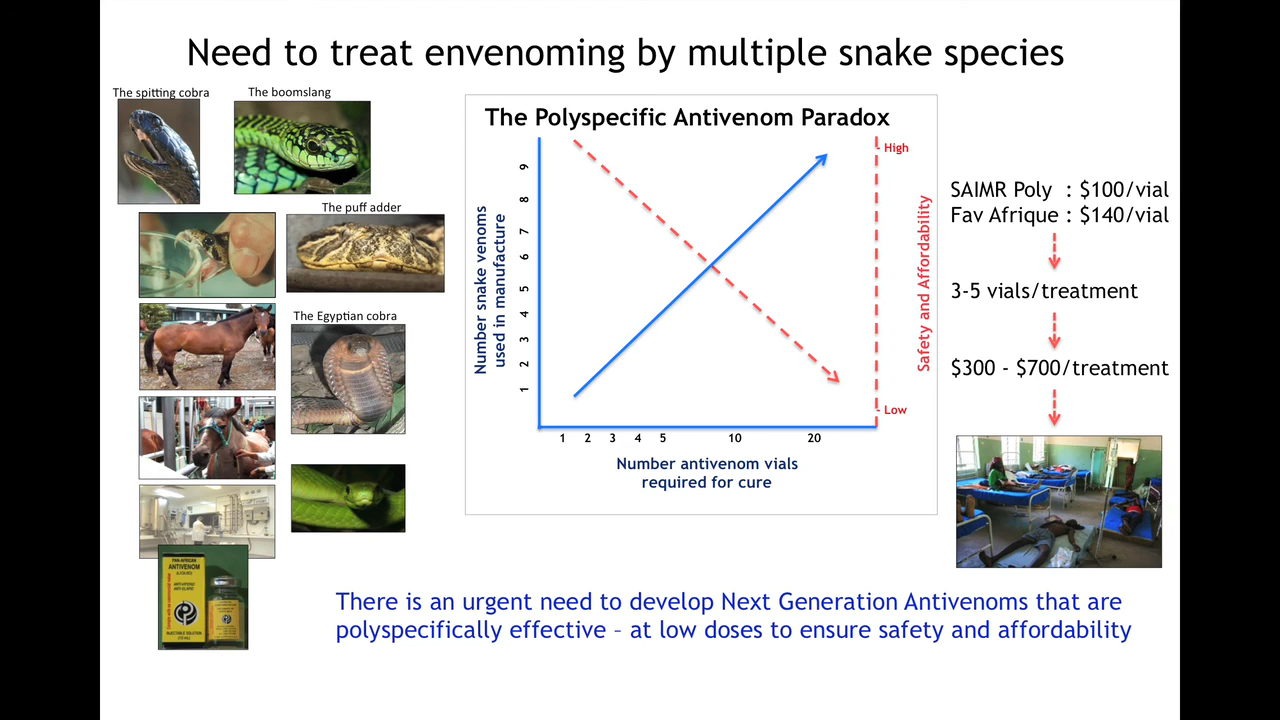 Need to treat envenoming by multiple snake species
The spitting cobra
The boomslang
The puff adder
The Egyptian cobra
PAN-AFRICAN
ANTIVENOM
INJECTABLE SOLUTION
The Polyspecific Antivenom Paradox
Number snake venoms
used in manufacture
9
8
7
6
5
4
3
2
1
1 2 3 4 5 10 20
Number antivenom vials
required for cure
- High
- Low
Safety and Affordability
SAIMR Poly : $100/vial
Fav Afrique : $140/vial
3-5 vials/treatment
$300 - $700/treatment
There is an urgent need to develop Next Generation Antivenoms that are
polyspecifically effective – at low doses to ensure safety and affordability